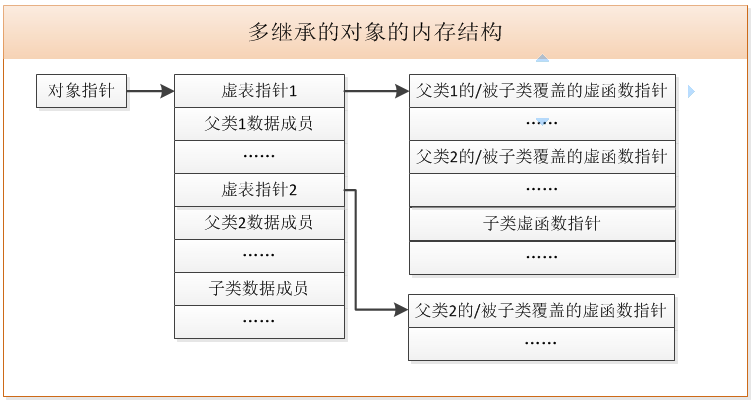 多继承的对象的内存结构
对象指针
虚表指针1
父类1数据成员
……
虚表指针2
父类2数据成员
……
子类数据成员
……
父类1的/被子类覆盖的虚函数指针
……
父类2的/被子类覆盖的虚函数指针
……
子类虚函数指针
……
父类2的/被子类覆盖的虚函数指针
……